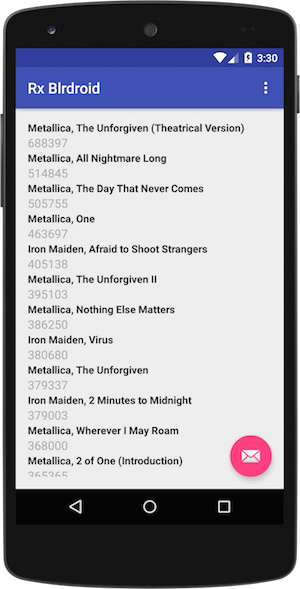 3:30
Rx Blrdroid
Metallica, The Unforgiven (Theatrical Version)
688397
Metallica, All Nightmare Long
514845
Metallica, The Day That Never Comes
505755
Metallica, One
463697
Iron Maiden, Afraid to Shoot Strangers
405138
Metallica, The Unforgiven II
395103
Metallica, Nothing Else Matters
386250
Iron Maiden, Virus
380680
Metallica, The Unforgiven
379337
Iron Maiden, 2 Minutes to Midnight
379003
Metallica, Wherever I May Roam
368000
Metallica, 2 of One (Introduction)
365365